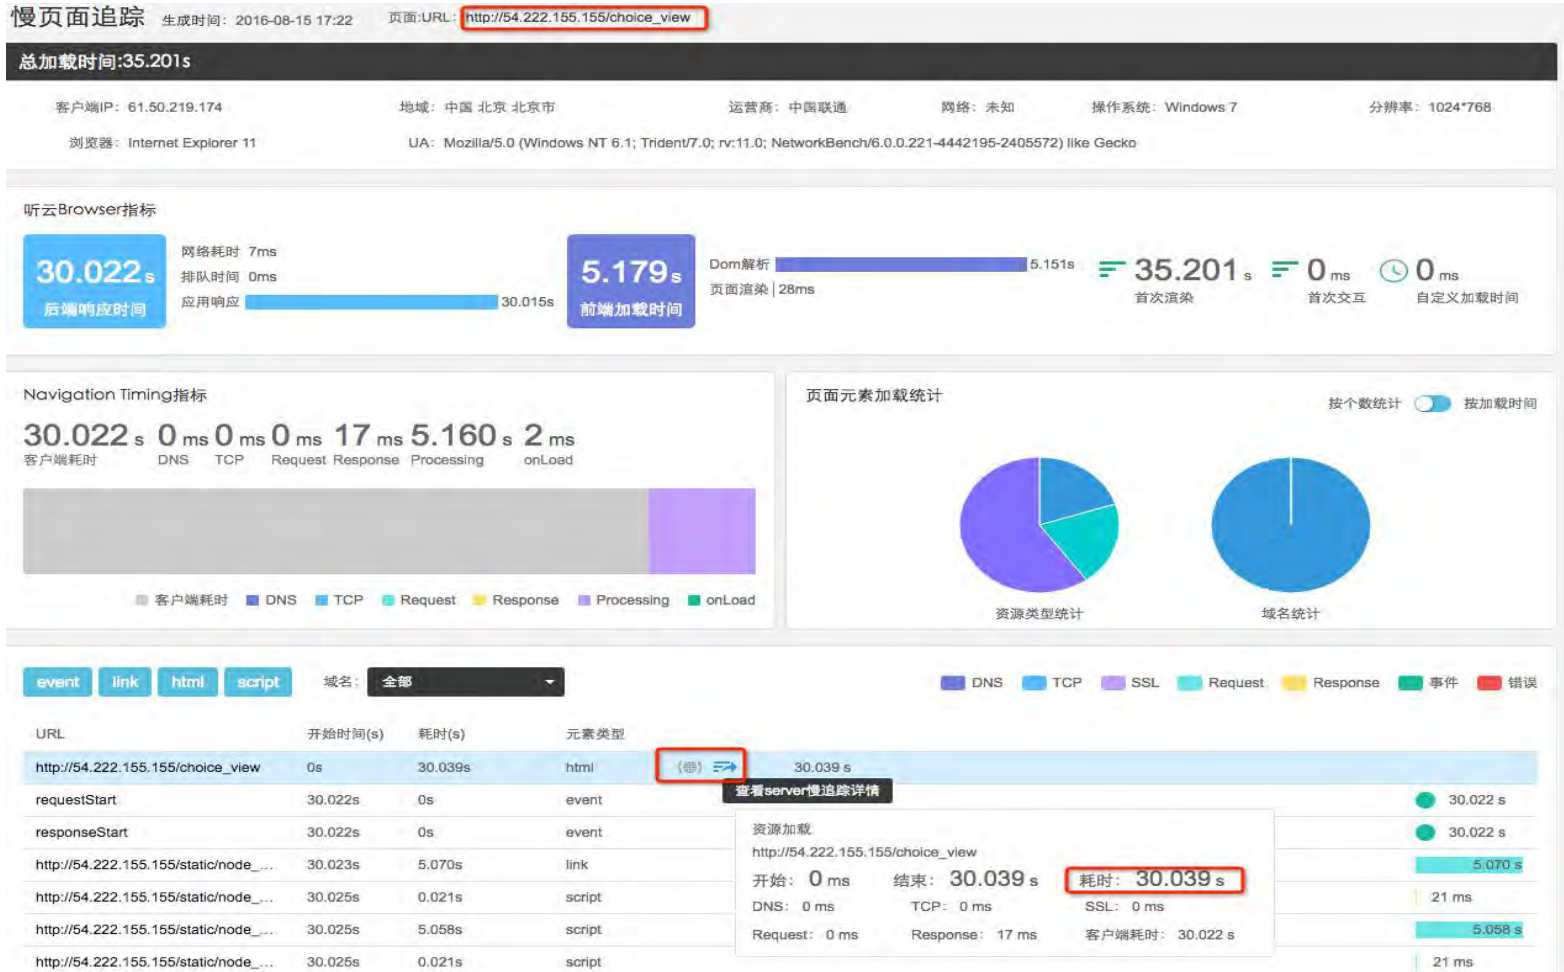 慢页面追踪 生成时间：2016-08-15 17:22 页面:URL：http://54.222.155.155/choice_view
总加载时间:35.201s
客户端IP：61.50.219.174 地域：中国 北京 北京市 运营商：中国联通 网络：未知 操作系统：Windows 7 分辨率：1024*768
浏览器：Internet Explorer 11 UA：Mozilla/5.0 (Windows NT 6.1; Trident/7.0; rv:11.0; NetworkBench/6.0.0.221-4442195-2405572) like Gecko
听云Browser指标
30.022 s
后端响应时间
网络耗时 7ms
排队时间 0ms
应用响应 30.015s
5.179 s
前端加载时间
Dom解析 5.151s
页面渲染 28ms
35.201 s
首次渲染
0 ms
首次交互
0 ms
自定义加载时间
Navigation Timing指标
30.022 s 0 ms 0 ms 0 ms 17 ms 5.160 s 2 ms
客户端耗时 DNS TCP Request Response Processing onLoad
客户端耗时 DNS TCP Request Response Processing onLoad
页面元素加载统计
按个数统计 按加载时间
资源类型统计 域名统计
event link html script 域名： 全部
DNS TCP SSL Request Response 事件 错误
URL 开始时间(s) 耗时(s) 元素类型
http://54.222.155.155/choice_view 0s 30.039s html 30.039 s
查看server慢追踪详情
requestStart 30.022s 0s event 30.022 s
responseStart 30.022s 0s event 30.022 s
http://54.222.155.155/static/node_... 30.023s 5.070s link 5.070 s
http://54.222.155.155/static/node_... 30.025s 0.021s script 21 ms
http://54.222.155.155/static/node_... 30.025s 5.058s script 5.058 s
http://54.222.155.155/static/node_... 30.025s 0.021s script 21 ms
资源加载
http://54.222.155.155/choice_view
开始： 0 ms 结束： 30.039 s 耗时： 30.039 s
DNS： 0 ms TCP： 0 ms SSL： 0 ms
Request： 0 ms Response： 17 ms 客户端耗时： 30.022 s